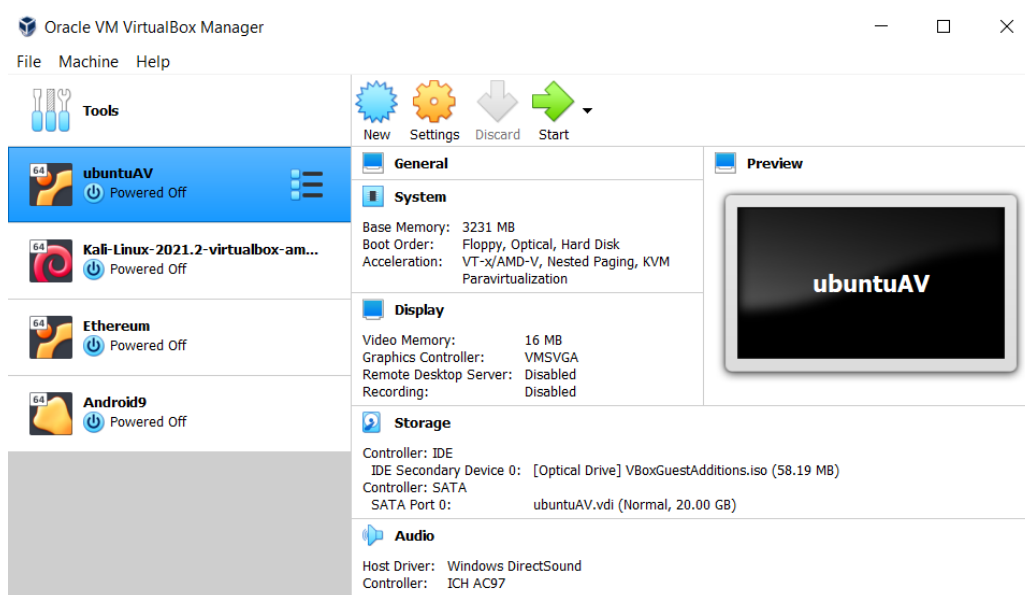 Oracle VM VirtualBox Manager
File Machine Help
Tools
64
ubuntuAV
Powered Off
64
Kali-Linux-2021.2-virtualbox-am...
Powered Off
64
Ethereum
Powered Off
64
Android9
Powered Off
New Settings Discard Start
General
System
Base Memory: 3231 MB
Boot Order: Floppy, Optical, Hard Disk
Acceleration: VT-x/AMD-V, Nested Paging, KVM
Paravirtualization
Display
Video Memory: 16 MB
Graphics Controller: VMSVGA
Remote Desktop Server: Disabled
Recording: Disabled
Preview
ubuntuAV
Storage
Controller: IDE
IDE Secondary Device 0: [Optical Drive] VBoxGuestAdditions.iso (58.19 MB)
Controller: SATA
SATA Port 0: ubuntuAV.vdi (Normal, 20.00 GB)
Audio
Host Driver: Windows DirectSound
Controller: ICH AC97